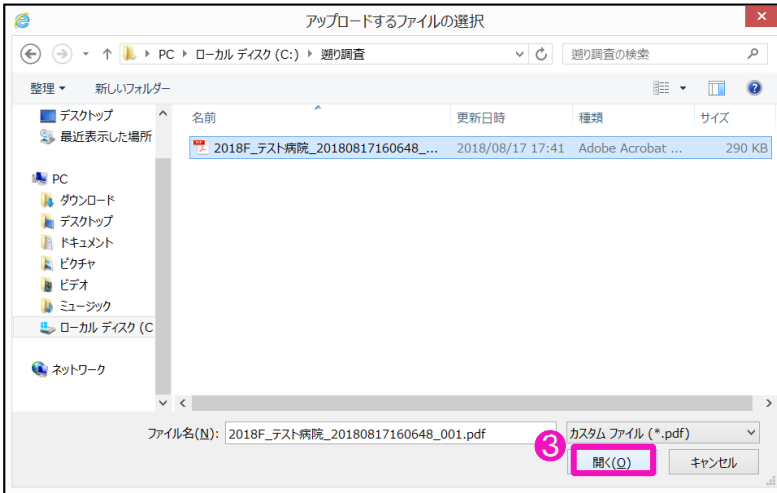 アップロードするファイルの選択
PC ▸ ローカル ディスク (C:) ▸ 遡り調査
遡り調査の検索
整理 新しいフォルダー
デスクトップ
最近表示した場所
PC
ダウンロード
デスクトップ
ドキュメント
ピクチャ
ビデオ
ミュージック
ローカル ディスク (C
ネットワーク
名前 更新日時 種類 サイズ
2018F_テスト病院_20180817160648_... 2018/08/17 17:41 Adobe Acrobat ... 290 KB
ファイル名(N): 2018F_テスト病院_20180817160648_001.pdf カスタム ファイル (*.pdf)
3 開く(O) キャンセル